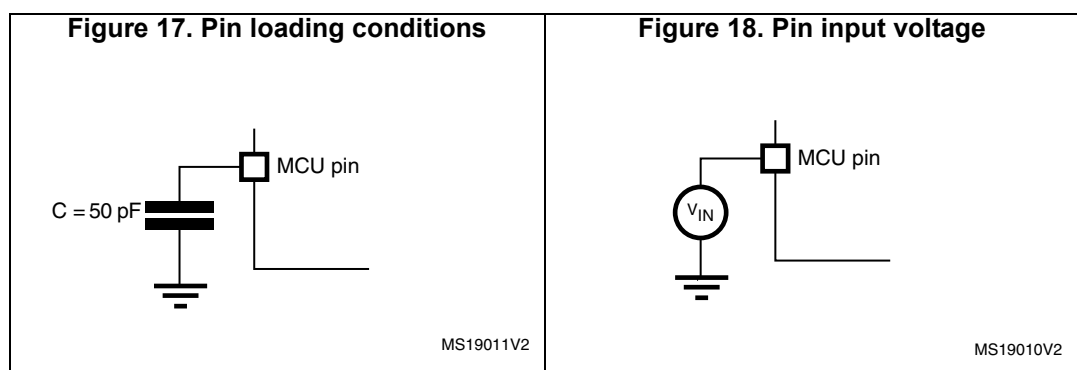 Figure 17. Pin loading conditions
MCU pin
C = 50 pF
MS19011V2
Figure 18. Pin input voltage
MCU pin
VIN
MS19010V2